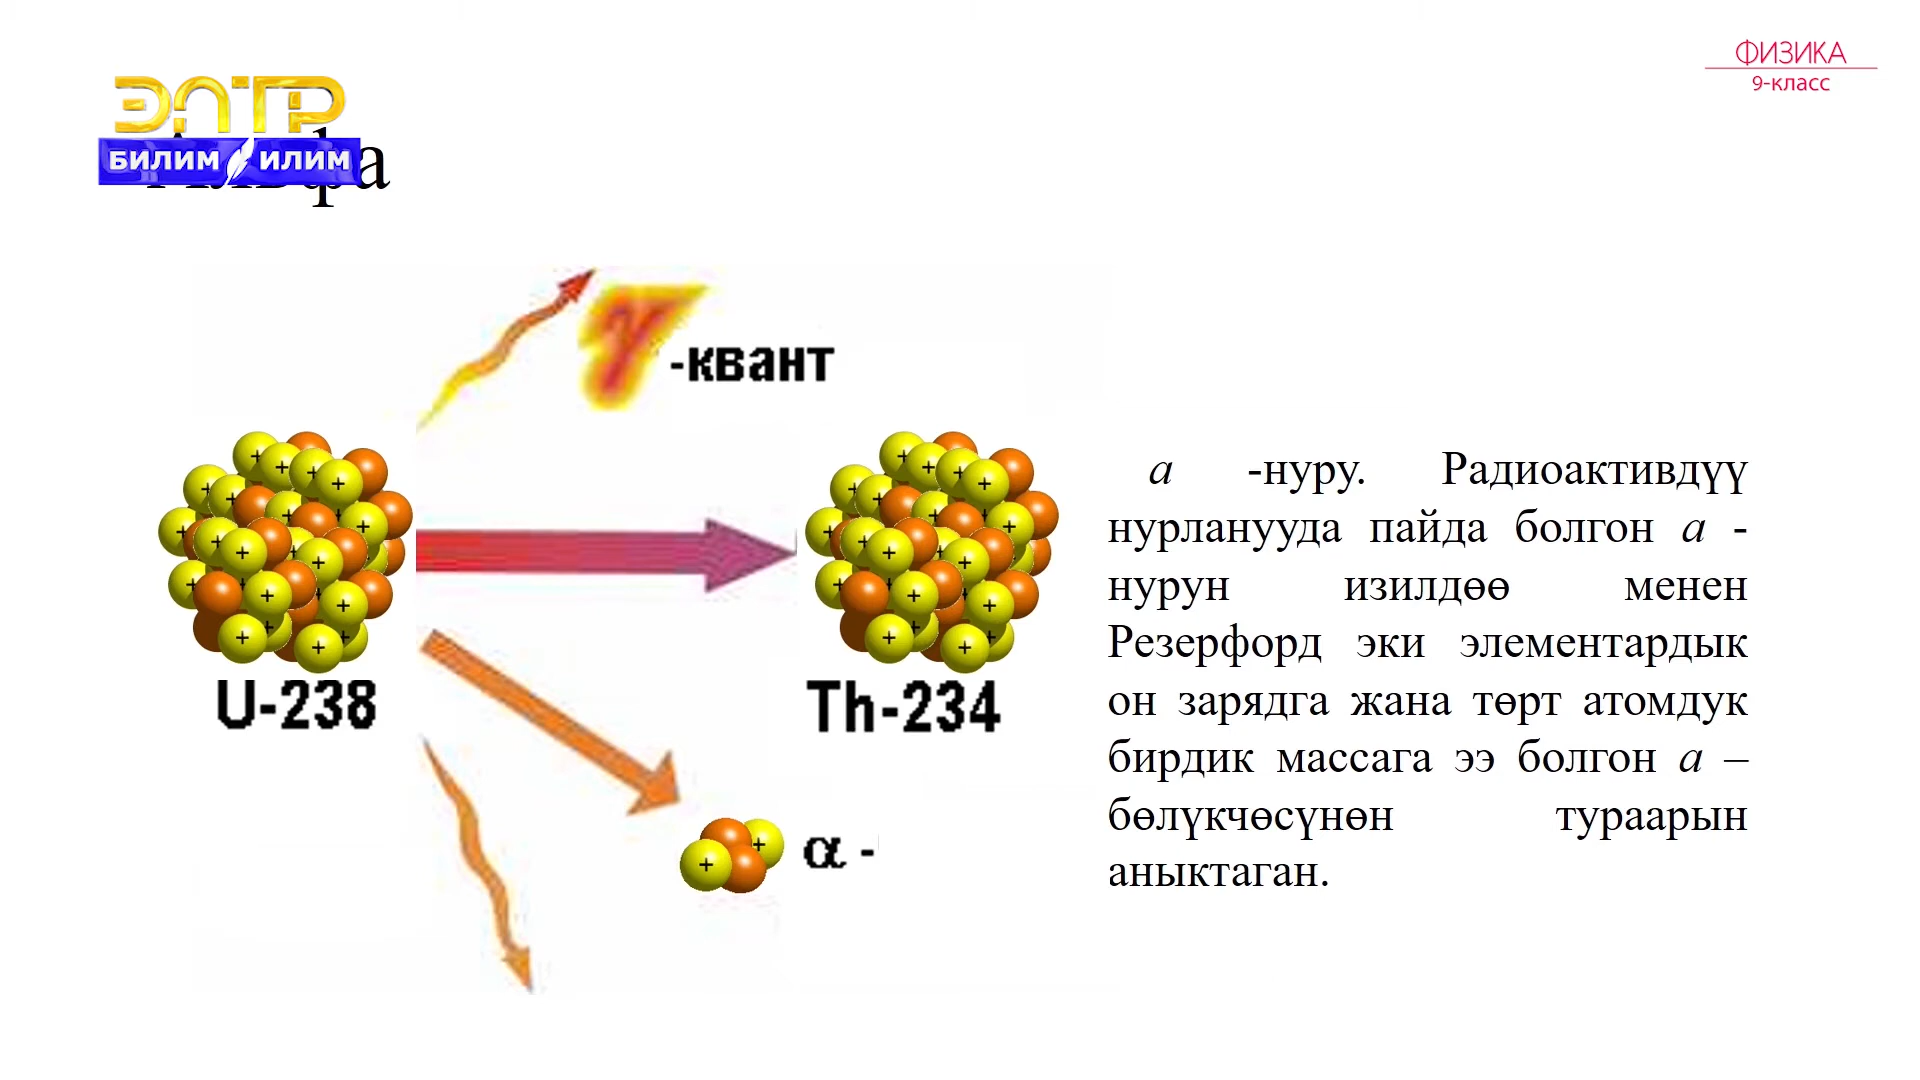 ФИЗИКА
9-класс
ЭЛТР
БИЛИМ ИЛИМ
Альфа
γ -квант
U-238
Th-234
α -
а -нуру. Радиоактивдүү
нурланууда пайда болгон а -
нурун изилдөө менен
Резерфорд эки элементардык
он зарядга жана төрт атомдук
бирдик массага ээ болгон а –
бөлүкчөсүнөн тураарын
аныктаган.